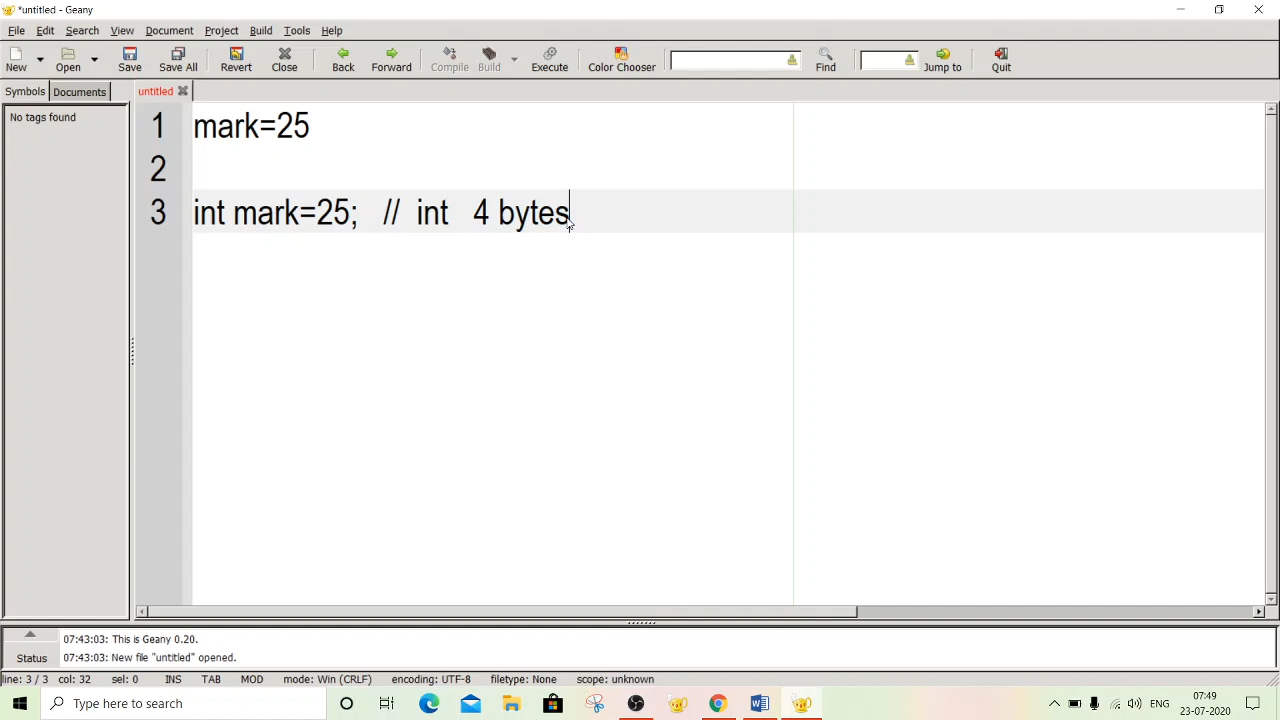 *untitled - Geany
File Edit Search View Document Project Build Tools Help
New Open Save Save All Revert Close Back Forward Compile Build Execute Color Chooser Find Jump to Quit
Symbols Documents untitled
No tags found
1 mark=25
2
3 int mark=25; // int 4 bytes
Status
07:43:03: This is Geany 0.20.
07:43:03: New file "untitled" opened.
line: 3 / 3 col: 32 sel: 0 INS TAB MOD mode: Win (CRLF) encoding: UTF-8 filetype: None scope: unknown
Type here to search
ENG
07:49
23-07-2020